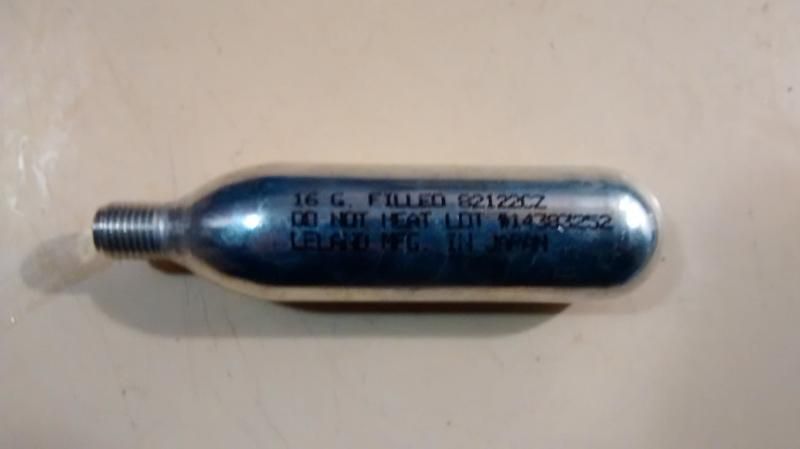 16 G. FILLED 82122CZ
DO NOT HEAT LOT #14383252
LELAND MFG. IN JAPAN